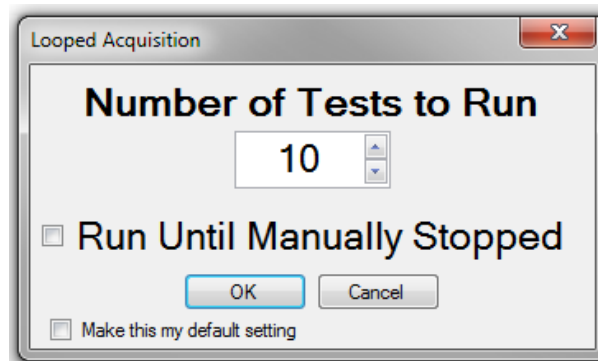 Looped Acquisition
Number of Tests to Run
10
Run Until Manually Stopped
OK Cancel
Make this my default setting